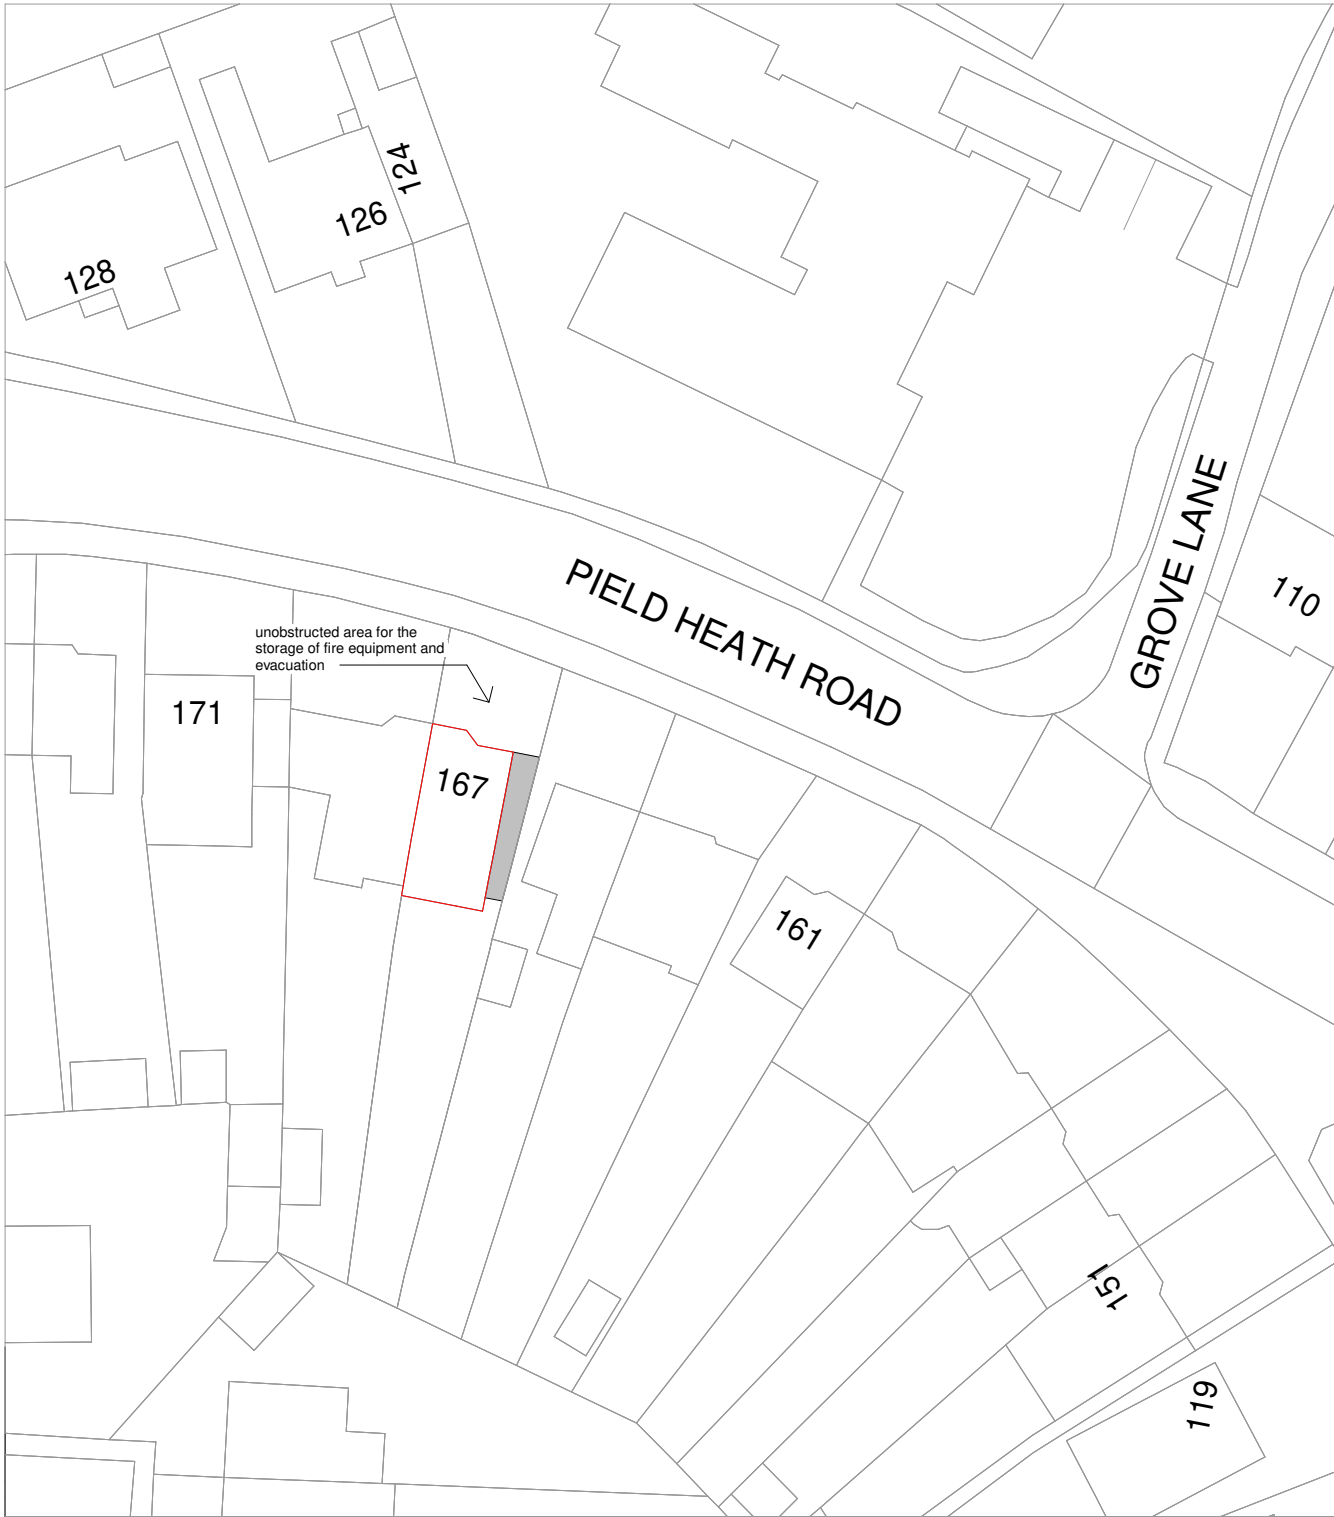 124
126
128
PIELD HEATH ROAD
GROVE LANE
110
unobstructed area for the
storage of fire equipment and
evacuation
171
167
161
151
119